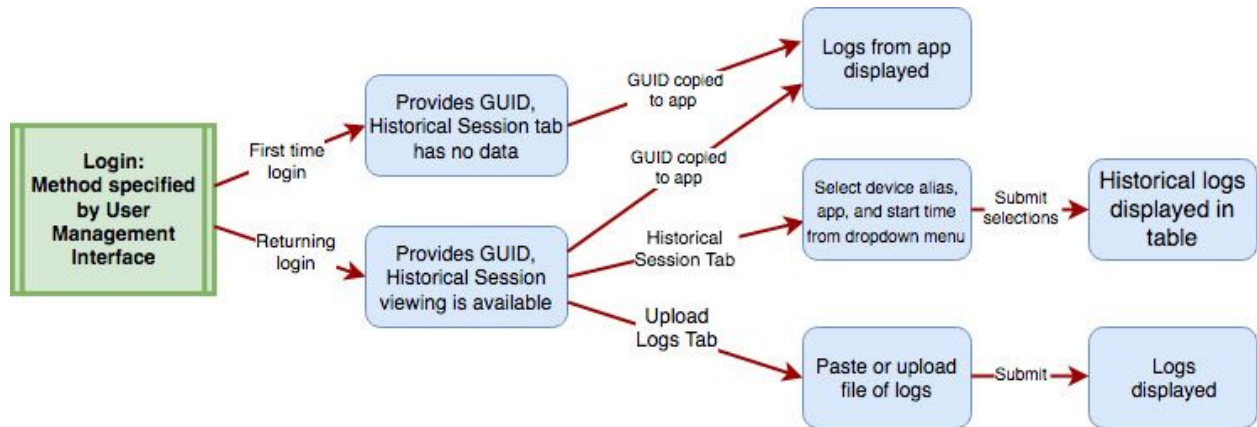 Login:
Method specified
by User
Management
Interface
First time
login
Returning
login
Provides GUID,
Historical Session tab
has no data
Provides GUID,
Historical Session
viewing is available
GUID copied
to app
GUID copied
to app
Historical
Session Tab
Upload
Logs Tab
Logs from app
displayed
Select device alias,
app, and start time
from dropdown menu
Submit
selections
Historical logs
displayed in
table
Paste or upload
file of logs
Submit
Logs
displayed